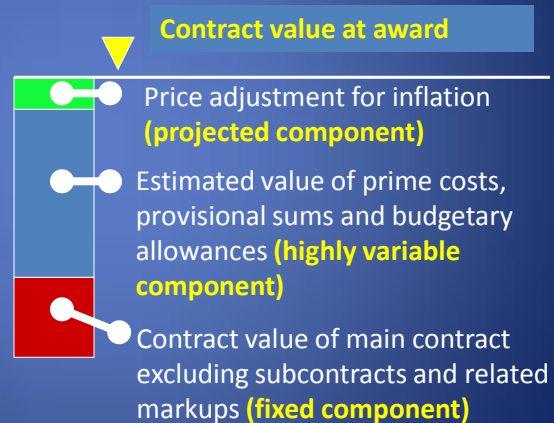 Contract value at award
Price adjustment for inflation
(projected component)
Estimated value of prime costs,
provisional sums and budgetary
allowances (highly variable
component)
Contract value of main contract
excluding subcontracts and related
markups (fixed component)